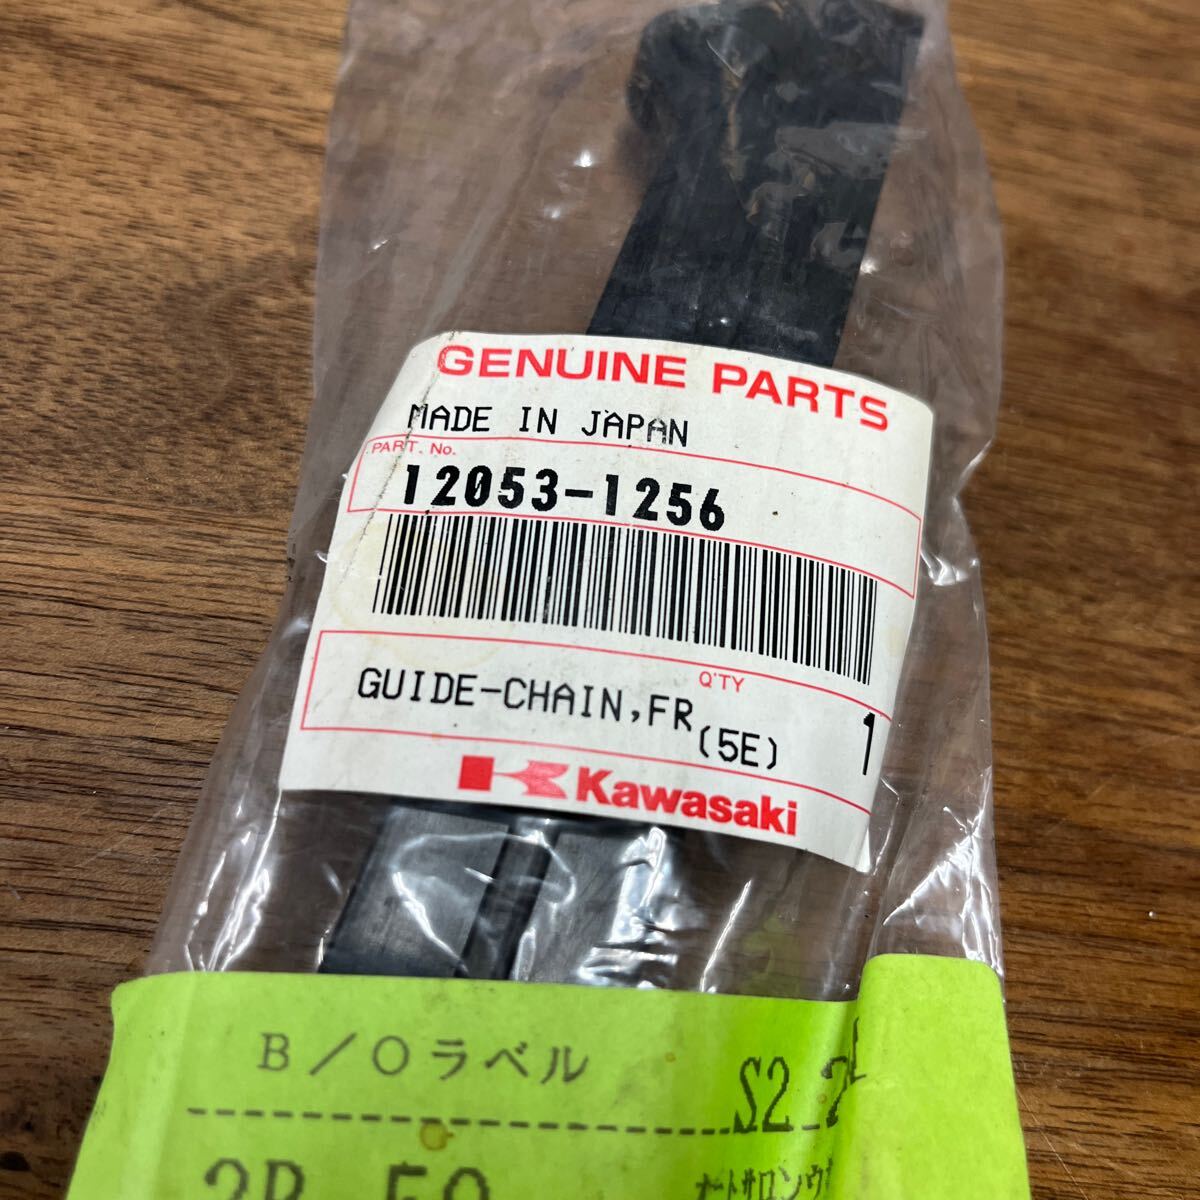 GENUINE PARTS
MADE IN JAPAN
PART. No.
12053-1256
Q'TY
GUIDE-CHAIN,FR
(5E)
1
Kawasaki
B/Oラベル
S2